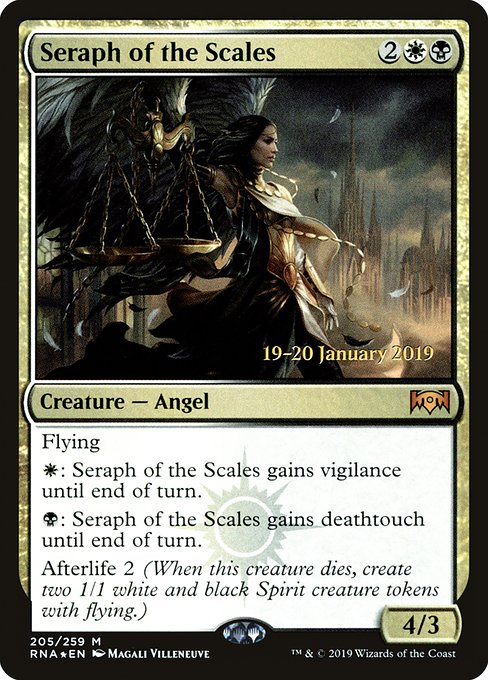 Seraph of the Scales 2
19–20 January 2019
Creature — Angel
Flying
: Seraph of the Scales gains vigilance
until end of turn.
: Seraph of the Scales gains deathtouch
until end of turn.
Afterlife 2 (When this creature dies, create
two 1/1 white and black Spirit creature tokens
with flying.)
4/3
205/259 M
RNA★EN Magali Villeneuve
™ & © 2019 Wizards of the Coast